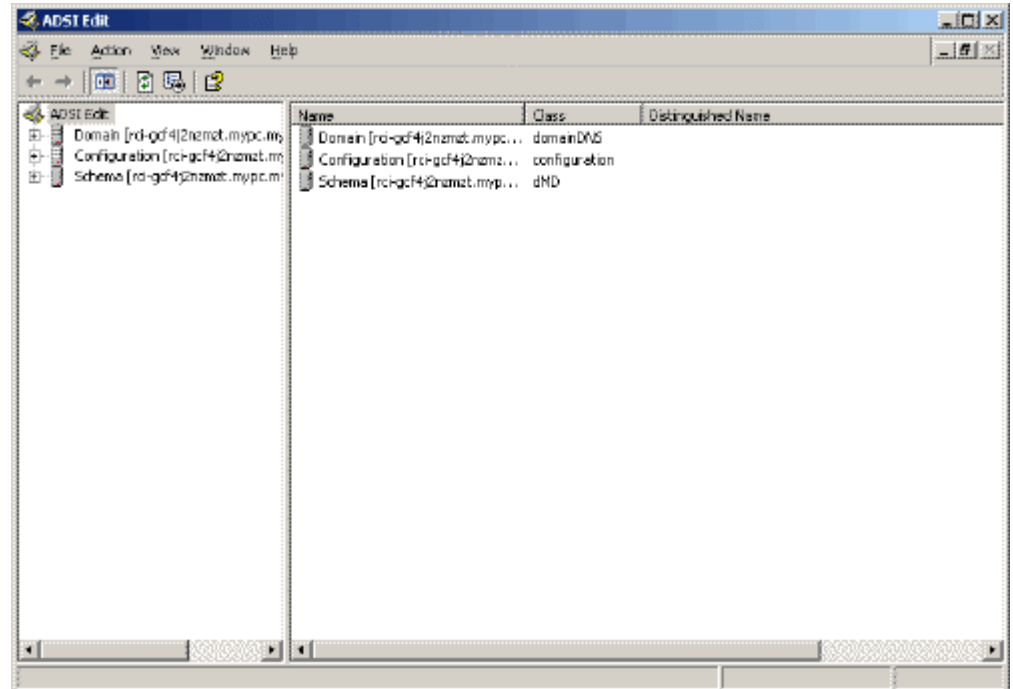 ADSI Edit
File Action View Window Help
ADSI Edit
Domain [rci-gcf4j2nzmzt.mypc.my
Configuration [rci-gcf4j2nzmzt.my
Schema [rci-gcf4j2nzmzt.mypc.m
Name Class Distinguished Name
Domain [rci-gcf4j2nzmzt.mypc... domainDNS
Configuration [rci-gcf4j2nzmz... configuration
Schema [rci-gcf4j2nzmzt.myp... dMD